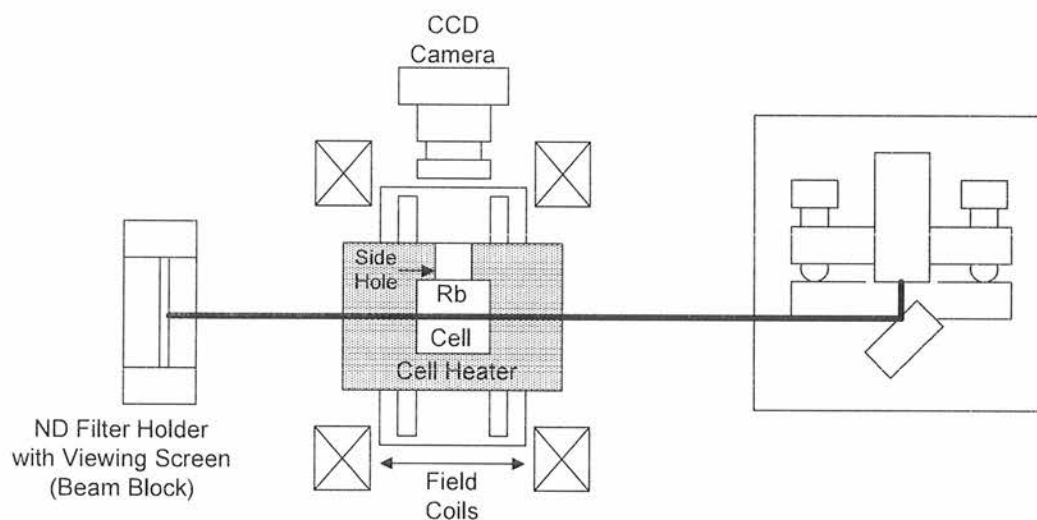 CCD
Camera
Side
Hole
Rb
Cell
Cell Heater
ND Filter Holder
with Viewing Screen
(Beam Block)
Field
Coils